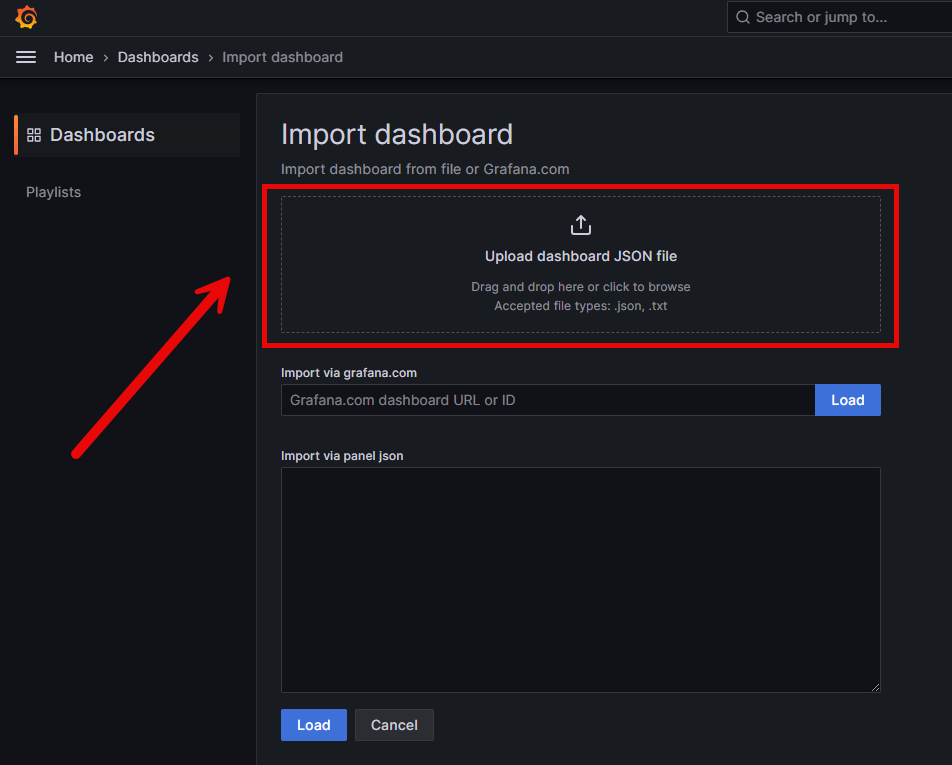 Search or jump to...
Home › Dashboards › Import dashboard
Dashboards
Playlists
Import dashboard
Import dashboard from file or Grafana.com
Upload dashboard JSON file
Drag and drop here or click to browse
Accepted file types: .json, .txt
Import via grafana.com
Grafana.com dashboard URL or ID
Load
Import via panel json
Load
Cancel